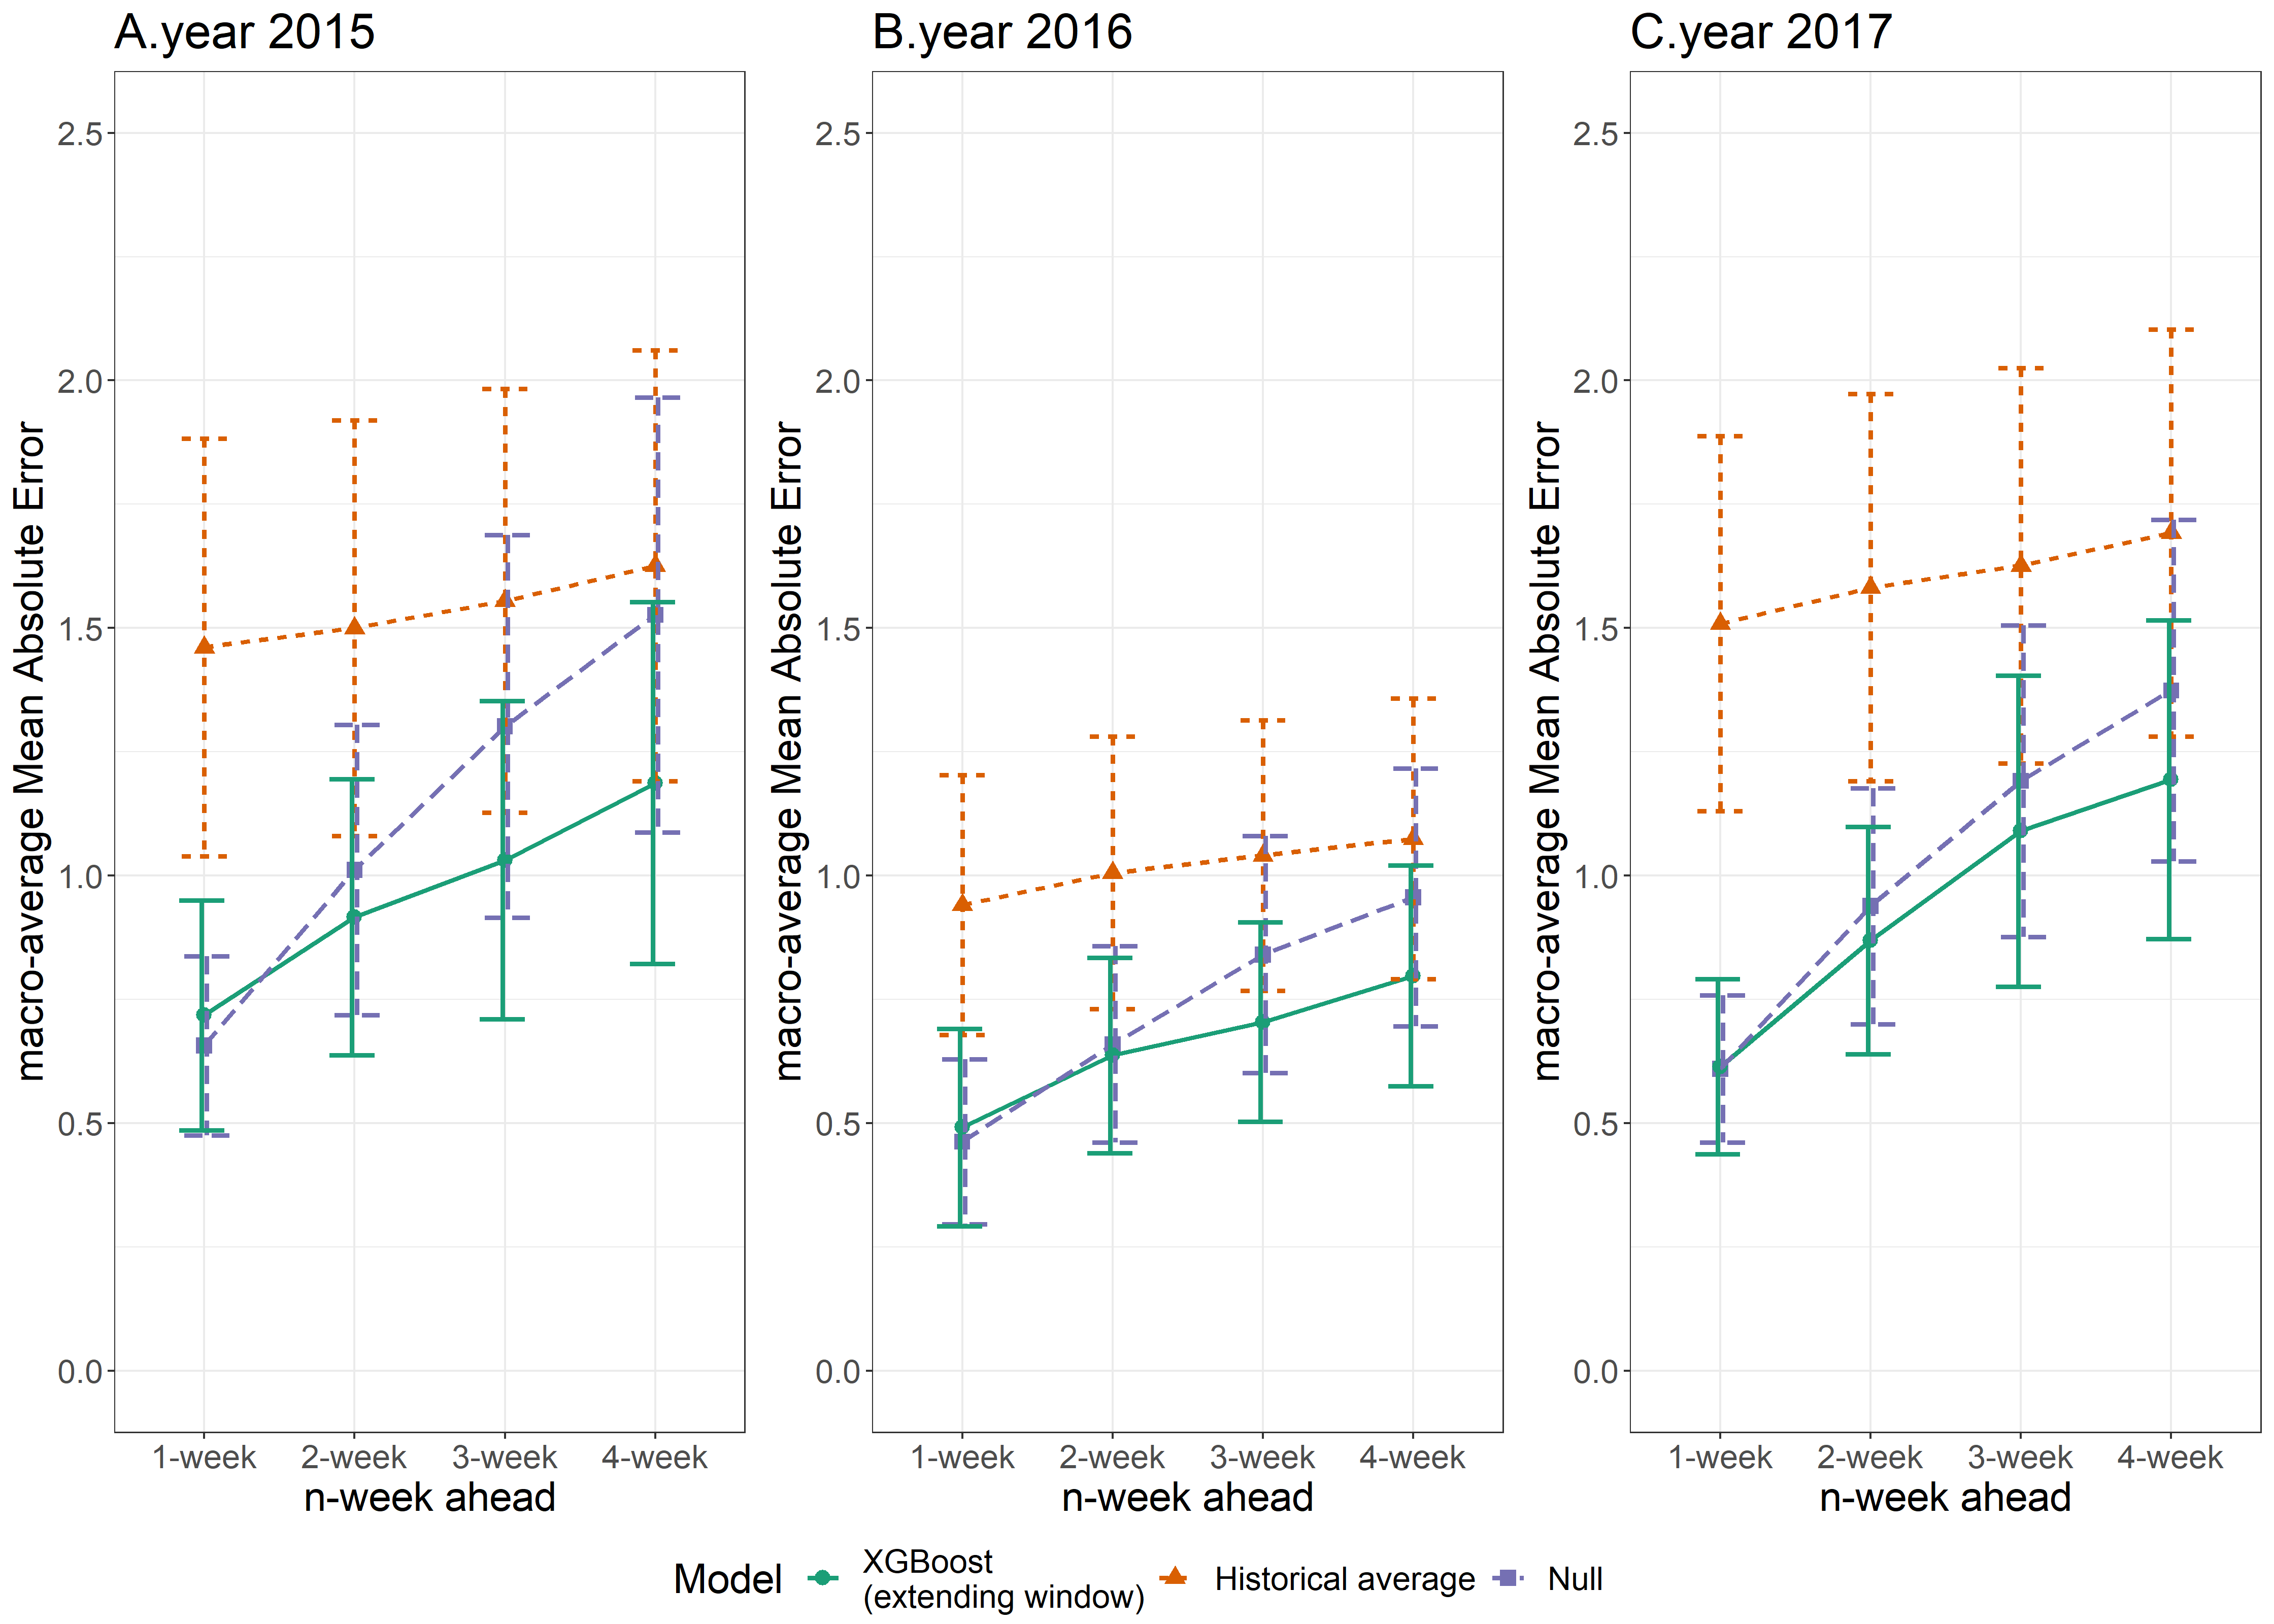 A.year 2015
B.year 2016
C.year 2017
macro-average Mean Absolute Error
2.5
2.0
1.5
1.0
0.5
0.0
1-week 2-week 3-week 4-week
n-week ahead
macro-average Mean Absolute Error
2.5
2.0
1.5
1.0
0.5
0.0
1-week 2-week 3-week 4-week
n-week ahead
macro-average Mean Absolute Error
2.5
2.0
1.5
1.0
0.5
0.0
1-week 2-week 3-week 4-week
n-week ahead
Model
XGBoost
(extending window)
Historical average
Null